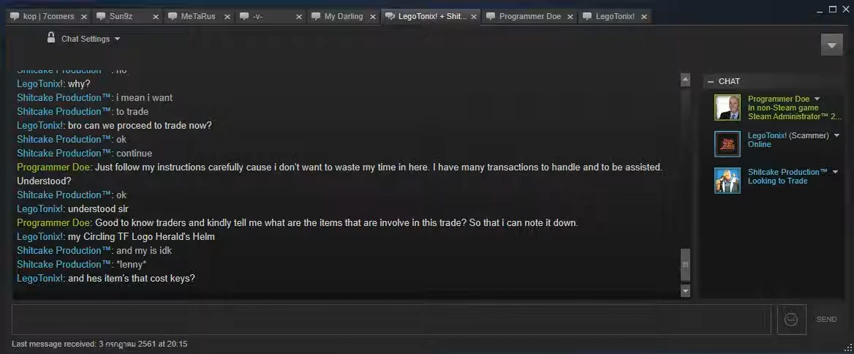 kop | 7corners
Sun9z
MeTaRus
-v-
My Darling
LegoTonix! + Shit...
Programmer Doe
LegoTonix!
Chat Settings
Shitcake Production™: no
LegoTonix!: why?
Shitcake Production™: i mean i want
Shitcake Production™: to trade
LegoTonix!: bro can we proceed to trade now?
Shitcake Production™: ok
Shitcake Production™: continue
Programmer Doe: Just follow my instructions carefully cause i don't want to waste my time in here. I have many transactions to handle and to be assisted.
Understood?
Shitcake Production™: ok
LegoTonix!: understood sir
Programmer Doe: Good to know traders and kindly tell me what are the items that are involve in this trade? So that i can note it down.
LegoTonix!: my Circling TF Logo Herald's Helm
Shitcake Production™: and my is idk
Shitcake Production™: *lenny*
LegoTonix!: and hes item's that cost keys?
CHAT
Programmer Doe
In non-Steam game
Steam Administrator™ 2...
LegoTonix! (Scammer)
Online
Shitcake Production™
Looking to Trade
SEND
Last message received: 3 กรกฎาคม 2561 at 20:15